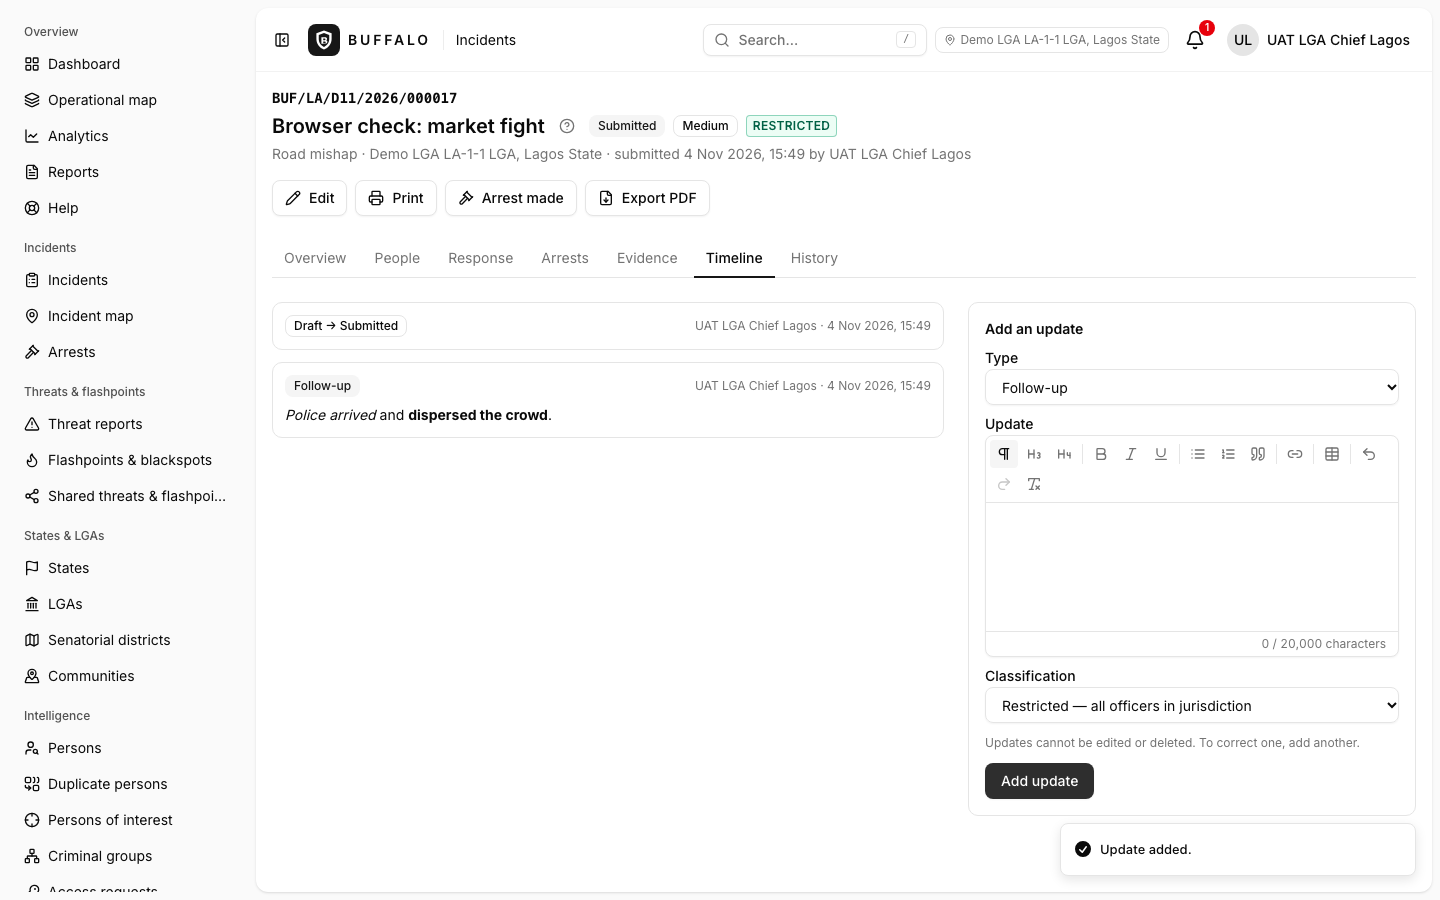 Overview
Dashboard
Operational map
Analytics
Reports
Help
Incidents
Incidents
Incident map
Arrests
Threats & flashpoints
Threat reports
Flashpoints & blackspots
Shared threats & flashpoi...
States & LGAs
States
LGAs
Senatorial districts
Communities
Intelligence
Persons
Duplicate persons
Persons of interest
Criminal groups
Access requests
BUFFALO
Incidents
Search... /
Demo LGA LA-1-1 LGA, Lagos State
1
UL UAT LGA Chief Lagos
BUF/LA/D11/2026/000017
Browser check: market fight Submitted Medium RESTRICTED
Road mishap · Demo LGA LA-1-1 LGA, Lagos State · submitted 4 Nov 2026, 15:49 by UAT LGA Chief Lagos
Edit Print Arrest made Export PDF
Overview People Response Arrests Evidence Timeline History
Draft → Submitted UAT LGA Chief Lagos · 4 Nov 2026, 15:49
Follow-up UAT LGA Chief Lagos · 4 Nov 2026, 15:49
Police arrived and dispersed the crowd.
Add an update
Type
Follow-up
Update
H3 H4 B I U
0 / 20,000 characters
Classification
Restricted — all officers in jurisdiction
Updates cannot be edited or deleted. To correct one, add another.
Add update
Update added.